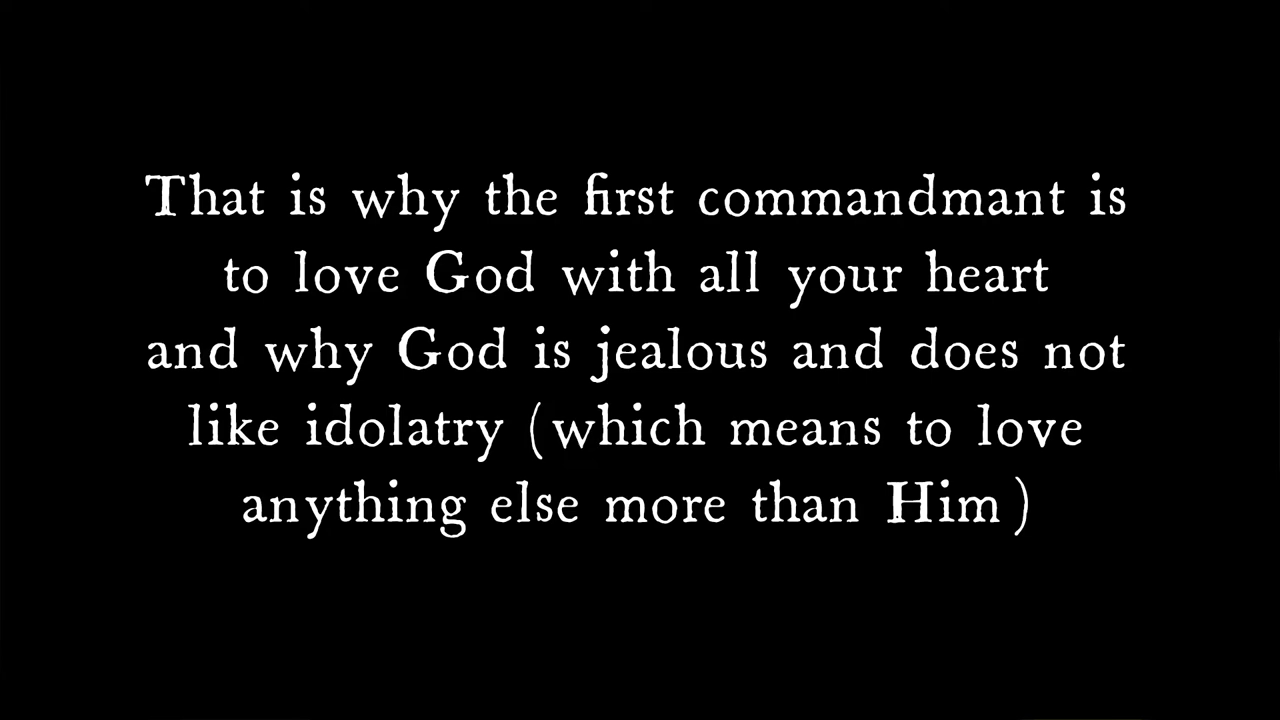 That is why the first commandmant is
to love God with all your heart
and why God is jealous and does not
like idolatry (which means to love
anything else more than Him)